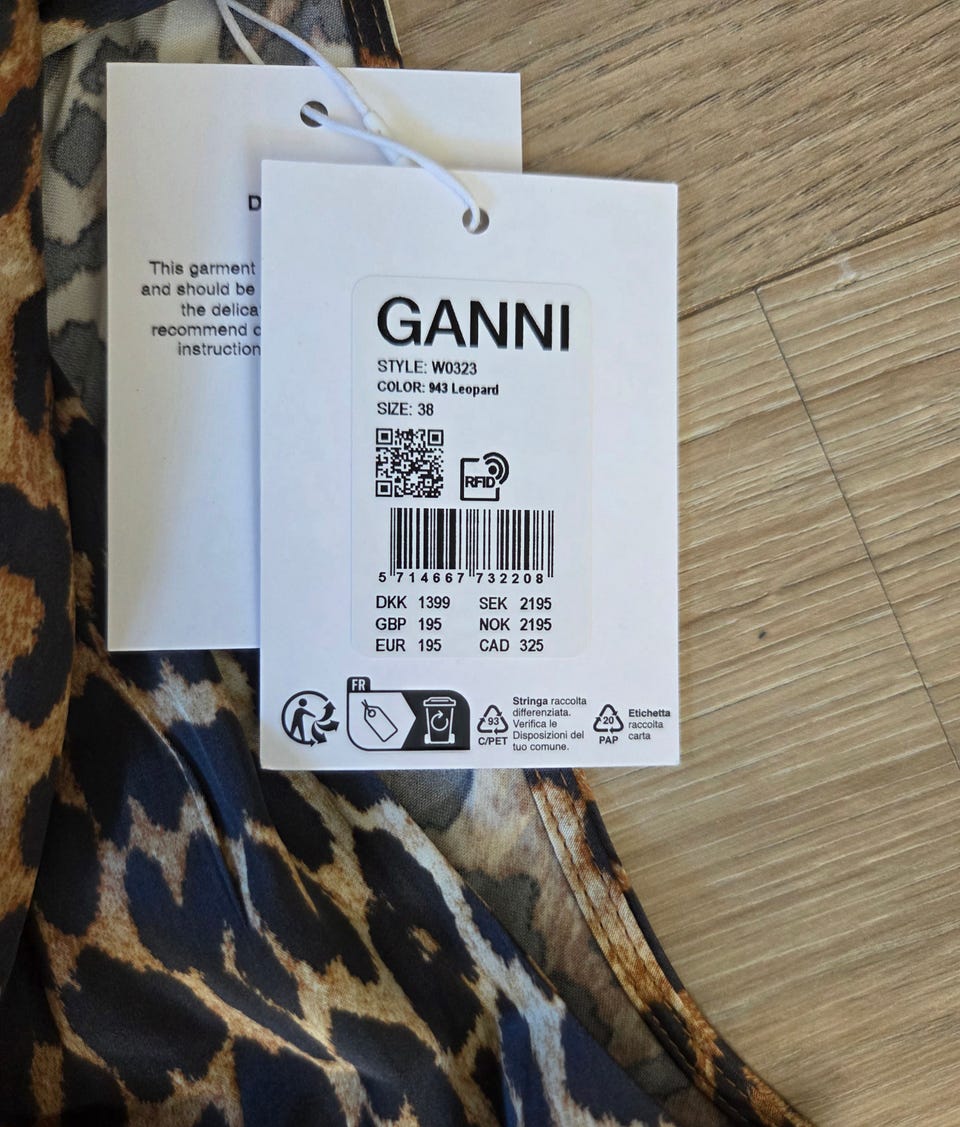 D
This garment
and should be
the delica
recommend
instruction
GANNI
STYLE: W0323
COLOR: 943 Leopard
SIZE: 38
RFID
5 714667 732208
DKK 1399 SEK 2195
GBP 195 NOK 2195
EUR 195 CAD 325
FR
93
C/PET
Stringa raccolta
differenziata.
Verifica le
Disposizioni del
tuo comune.
20
PAP
Etichetta
raccolta
carta